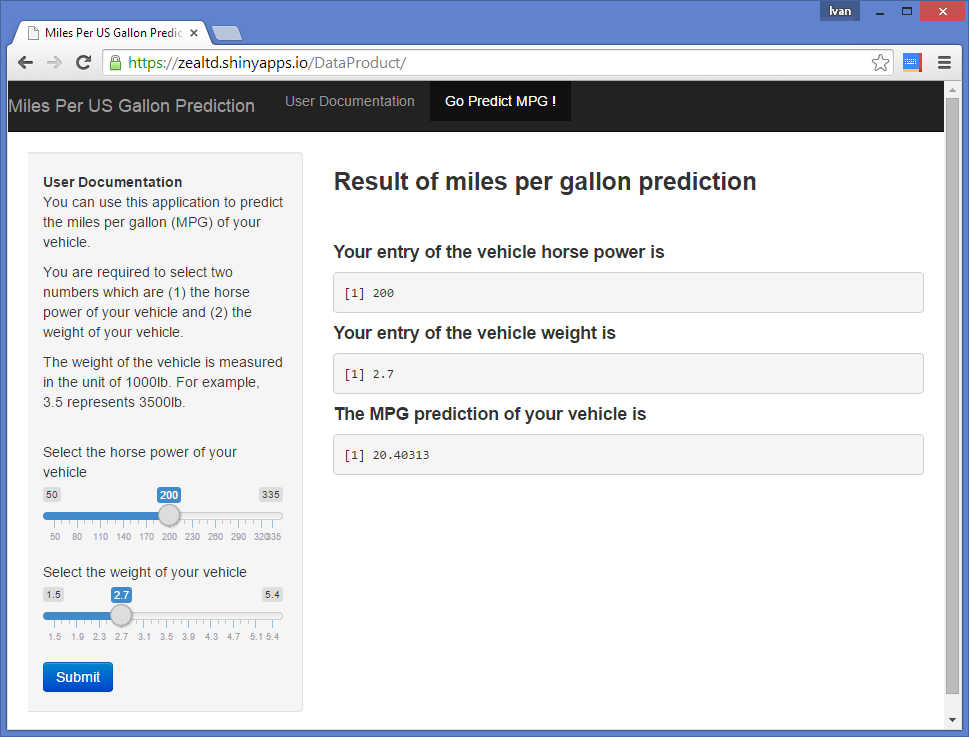 Ivan
Miles Per US Gallon Predic
https://zealtd.shinyapps.io/DataProduct/
Miles Per US Gallon Prediction
User Documentation
Go Predict MPG !
User Documentation
You can use this application to predict
the miles per gallon (MPG) of your
vehicle.
You are required to select two
numbers which are (1) the horse
power of your vehicle and (2) the
weight of your vehicle.
The weight of the vehicle is measured
in the unit of 1000lb. For example,
3.5 represents 3500lb.
Select the horse power of your
vehicle
50 200 335
50 80 110 140 170 200 230 260 290 320 335
Select the weight of your vehicle
1.5 2.7 5.4
1.5 1.9 2.3 2.7 3.1 3.5 3.9 4.3 4.7 5.1 5.4
Submit
Result of miles per gallon prediction
Your entry of the vehicle horse power is
[1] 200
Your entry of the vehicle weight is
[1] 2.7
The MPG prediction of your vehicle is
[1] 20.40313